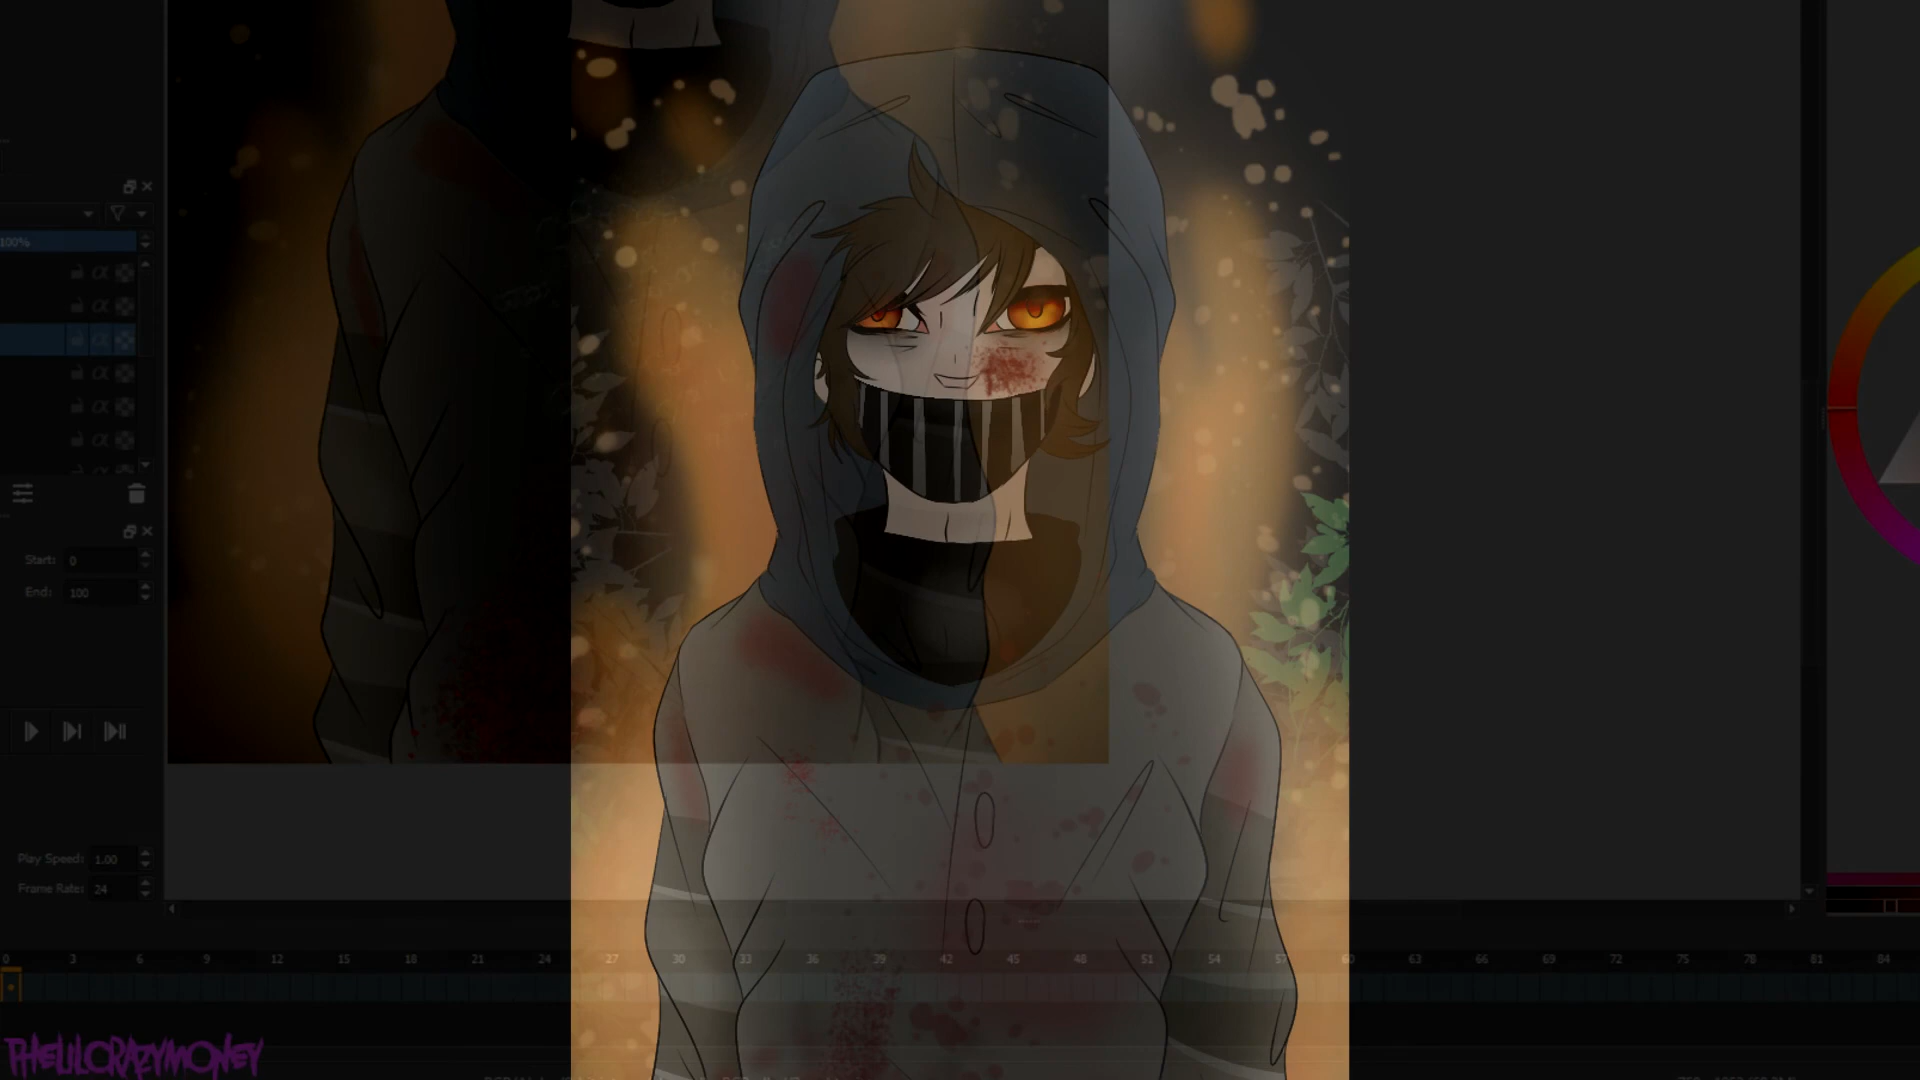 100%
Start: 0
End: 100
Play Speed: 1.00
Frame Rate: 24
0 3 6 9 12 15 18 21 24 27 30 33 36 39 42 45 48 51 54 57 60 63 66 69 72 75 78 81 84
THELILCRAZYMONEY